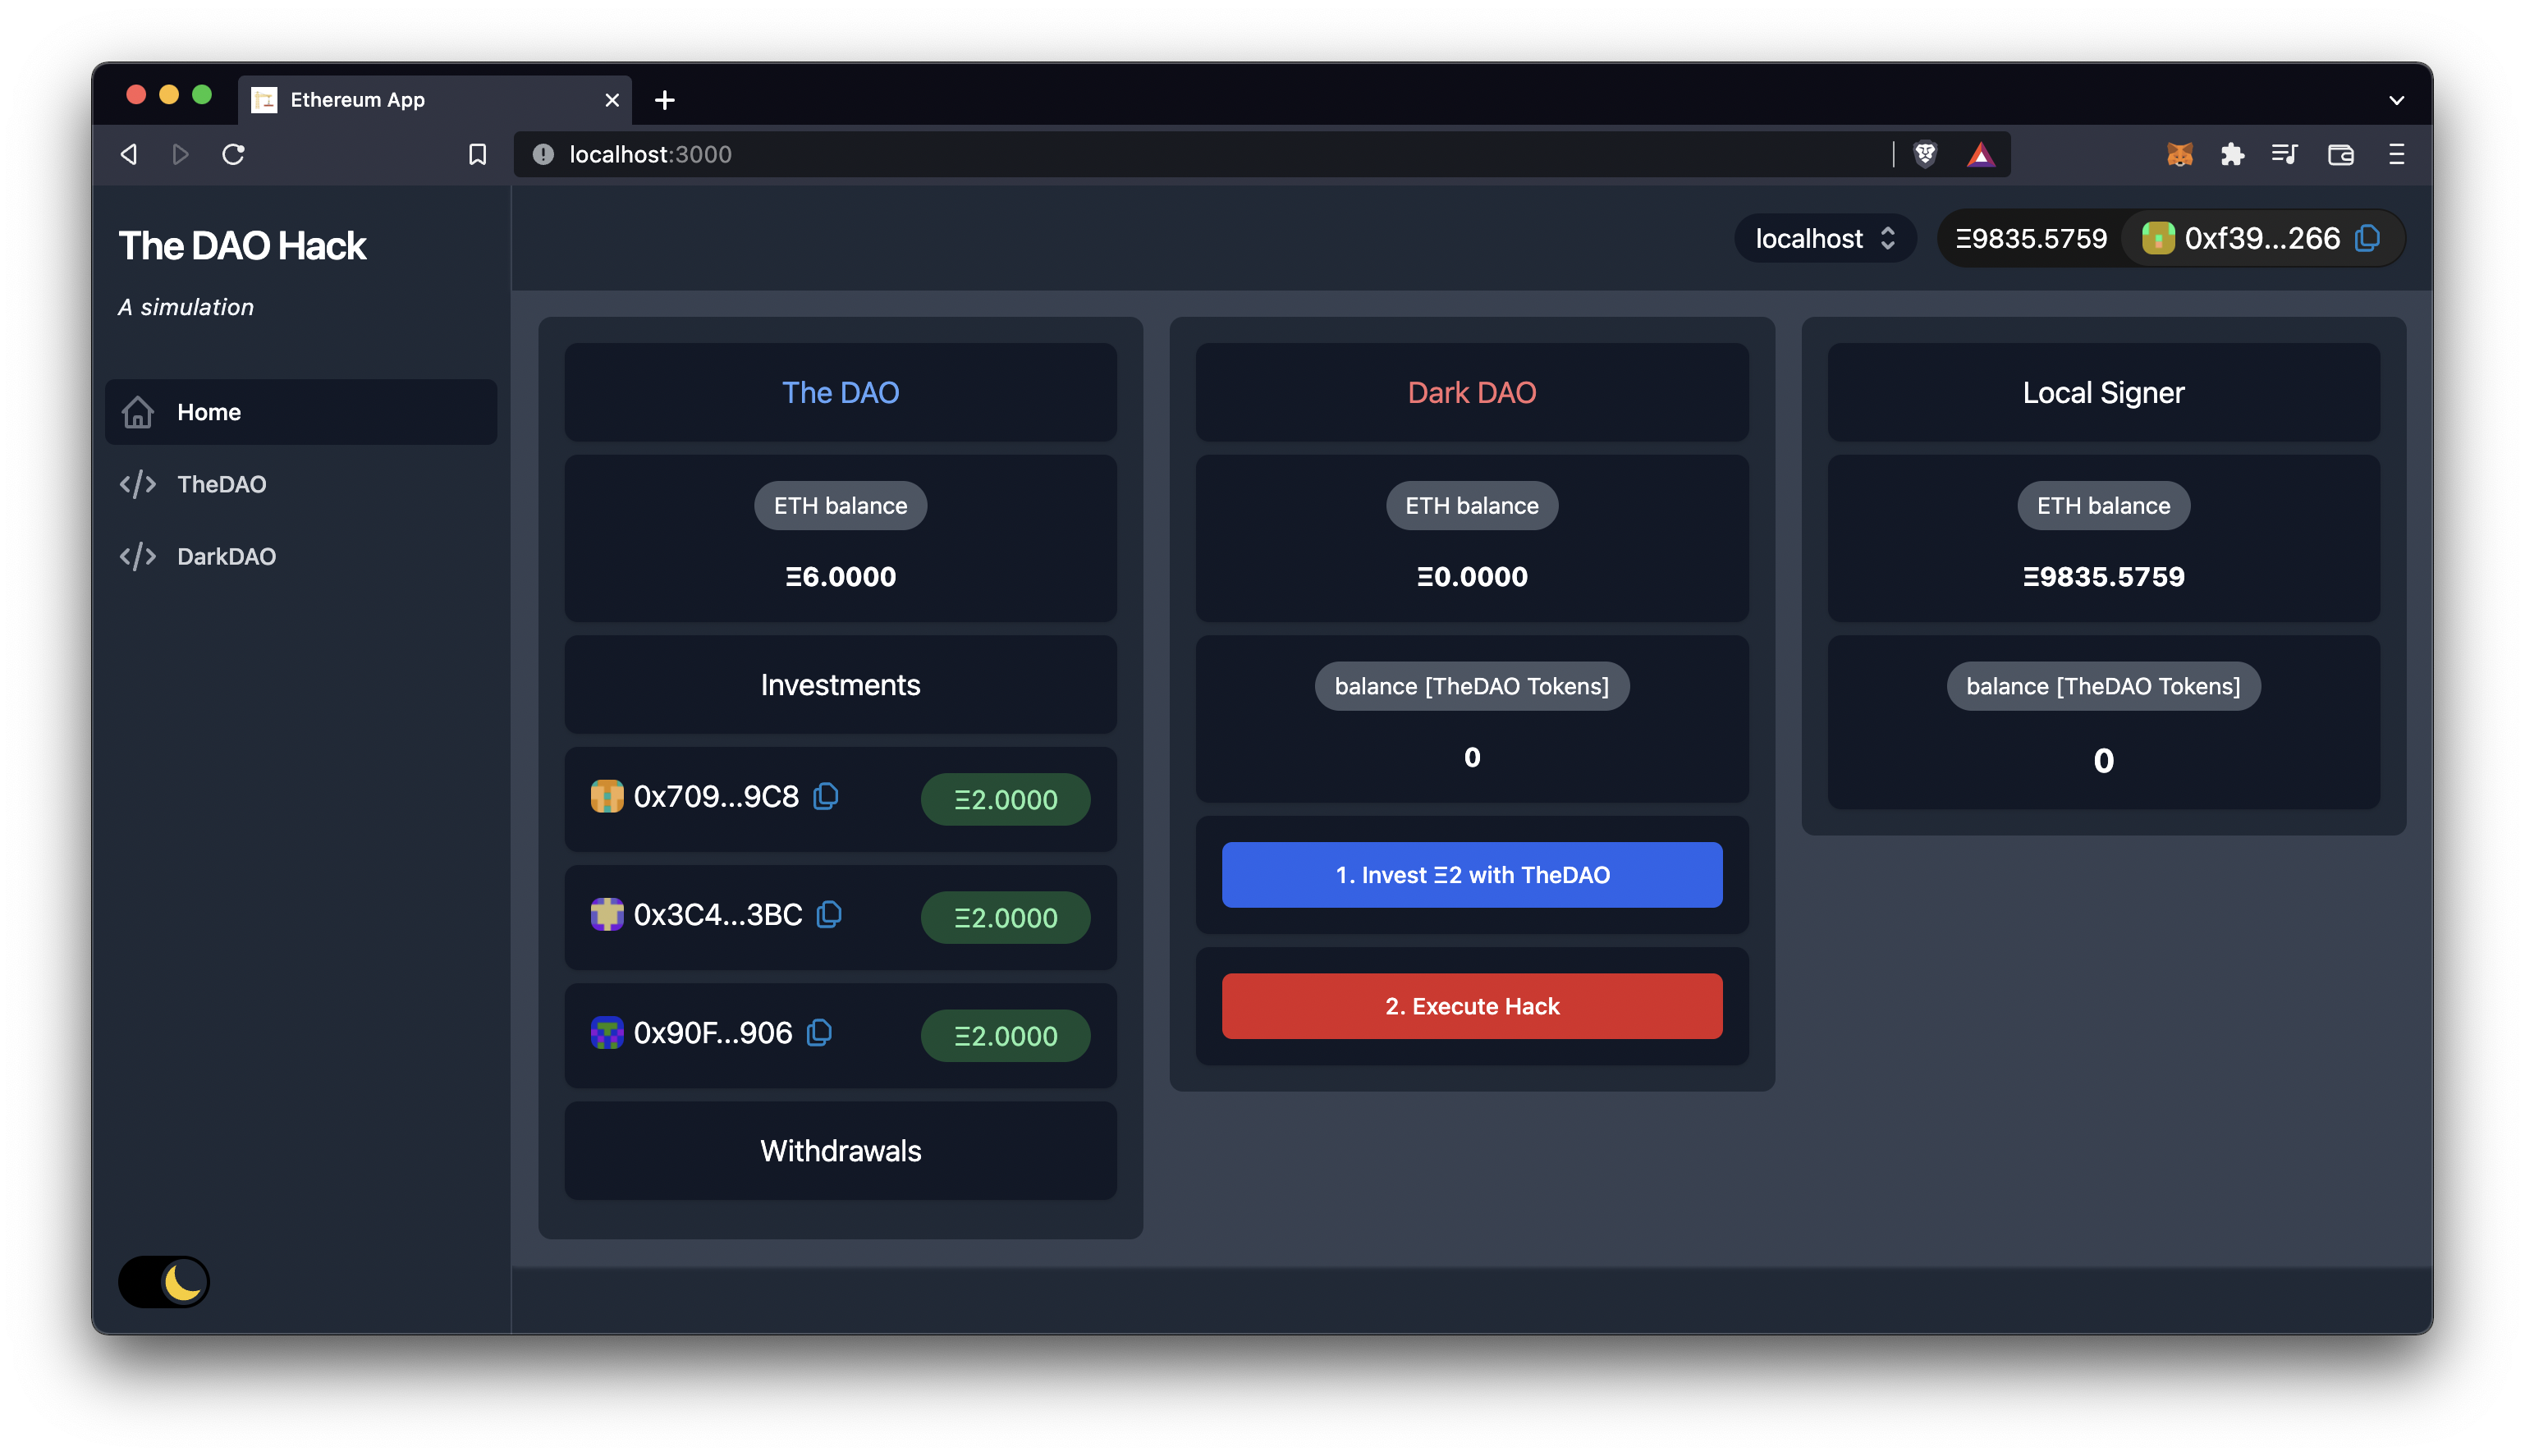 Ethereum App
localhost:3000
The DAO Hack
A simulation
Home
TheDAO
DarkDAO
localhost
Ξ9835.5759
0xf39...266
The DAO
ETH balance
Ξ6.0000
Investments
0x709...9C8
Ξ2.0000
0x3C4...3BC
Ξ2.0000
0x90F...906
Ξ2.0000
Withdrawals
Dark DAO
ETH balance
Ξ0.0000
balance [TheDAO Tokens]
0
1. Invest Ξ2 with TheDAO
2. Execute Hack
Local Signer
ETH balance
Ξ9835.5759
balance [TheDAO Tokens]
0